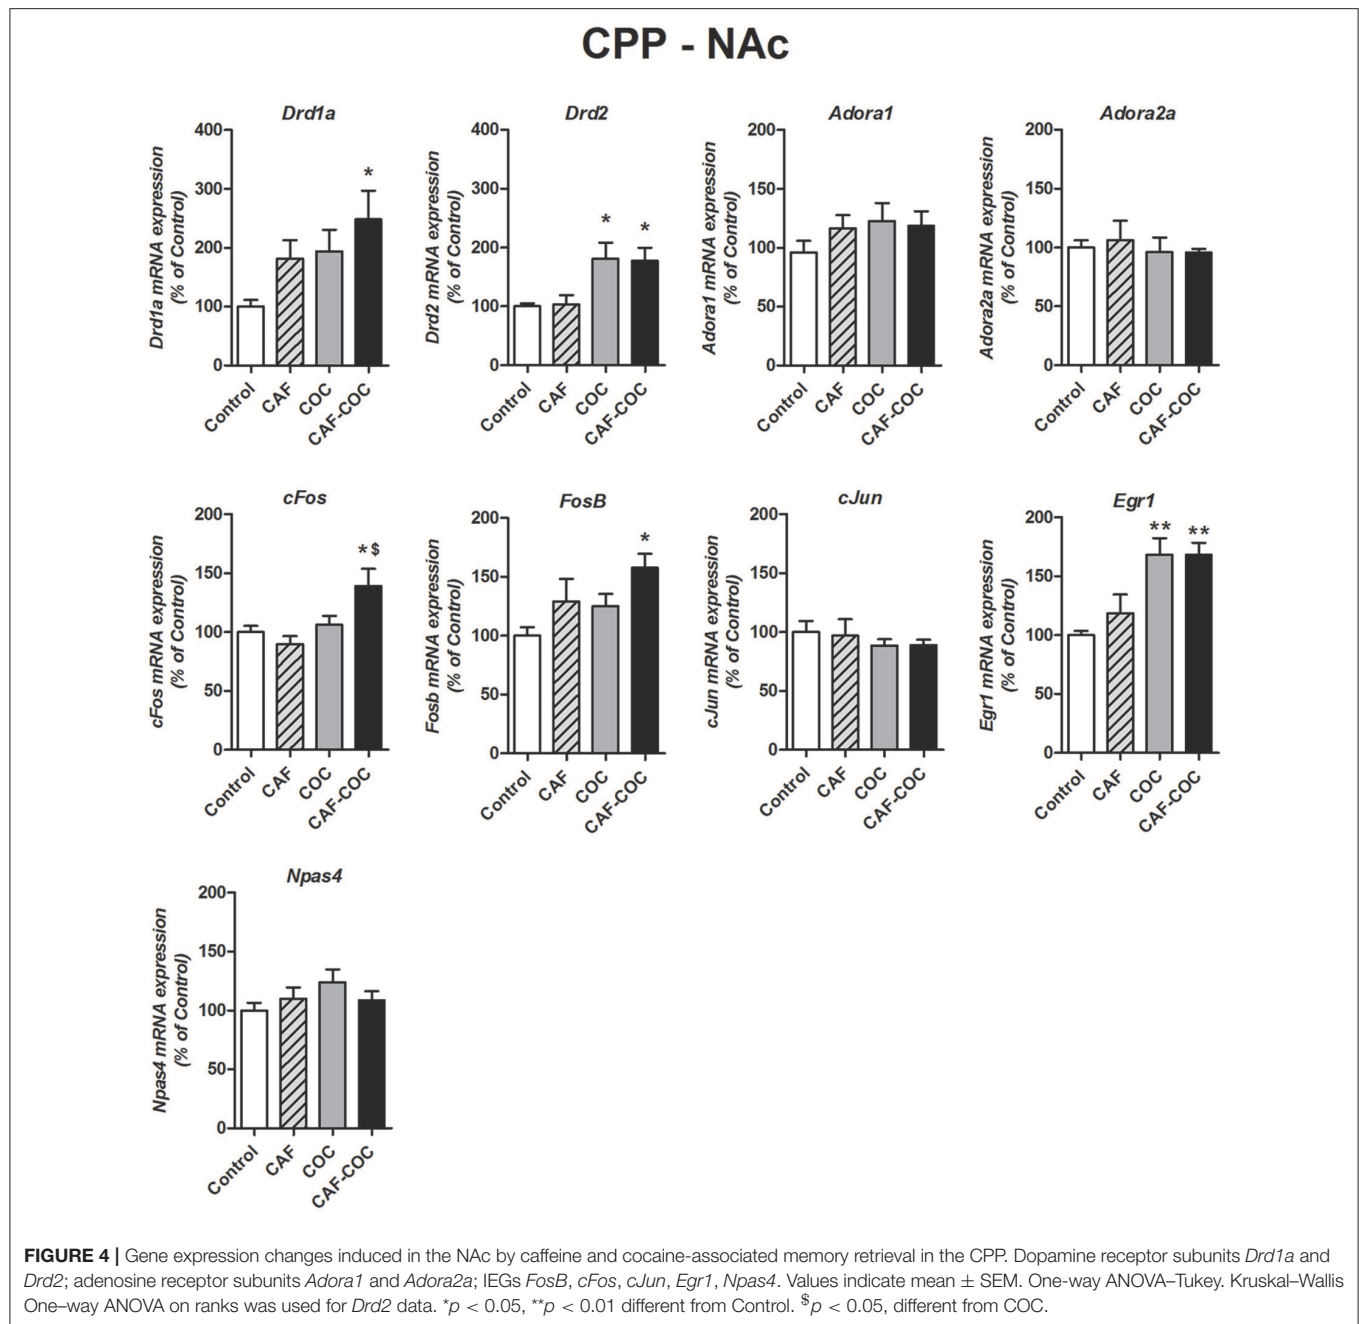 CPP - NAc
Drd1a
Drd1a mRNA expression
(% of Control)
400
300
200
100
0
*
Control
CAF
COC
CAF-COC
Drd2
Drd2 mRNA expression
(% of Control)
400
300
200
100
0
*
*
Control
CAF
COC
CAF-COC
Adora1
Adora1 mRNA expression
(% of Control)
200
150
100
50
0
Control
CAF
COC
CAF-COC
Adora2a
Adora2a mRNA expression
(% of Control)
200
150
100
50
0
Control
CAF
COC
CAF-COC
cFos
cFos mRNA expression
(% of Control)
200
150
100
50
0
* $
Control
CAF
COC
CAF-COC
FosB
Fosb mRNA expression
(% of Control)
200
150
100
50
0
*
Control
CAF
COC
CAF-COC
cJun
cJun mRNA expression
(% of Control)
200
150
100
50
0
Control
CAF
COC
CAF-COC
Egr1
Egr1 mRNA expression
(% of Control)
200
150
100
50
0
**
**
Control
CAF
COC
CAF-COC
Npas4
Npas4 mRNA expression
(% of Control)
200
150
100
50
0
Control
CAF
COC
CAF-COC
FIGURE 4 | Gene expression changes induced in the NAc by caffeine and cocaine-associated memory retrieval in the CPP. Dopamine receptor subunits Drd1a and
Drd2; adenosine receptor subunits Adora1 and Adora2a; IEGs FosB, cFos, cJun, Egr1, Npas4. Values indicate mean ± SEM. One-way ANOVA–Tukey. Kruskal–Wallis
One–way ANOVA on ranks was used for Drd2 data. *p < 0.05, **p < 0.01 different from Control. $p < 0.05, different from COC.